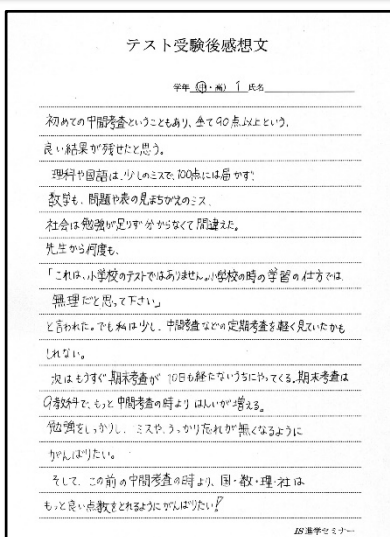 テスト受験後感想文
学年 中・高 1 氏名
初めての中間考査ということもあり、全て90点以上という、
良い結果が残せたと思う。
理科や国語は、少しのミスで、100点には届かず、
数学も、問題や表の見まちがえのミス、
社会は勉強が足りず分からなくて間違えた。
先生から何度も、
「これは、小学校のテストではありません。小学校の時の学習の仕方では、
無理だと思って下さい」
と言われた。でも私は少し、中間考査などの定期考査を軽く見ていたかも
しれない。
次はもうすぐ期末考査が10日も経たないうちにやってくる。期末考査は
9教科で、もっと中間考査の時よりはんいが増える。
勉強をしっかりし、ミスや、うっかり忘れが無くなるように
がんばりたい。
そして、この前の中間考査の時より、国・数・理・社は
もっと良い点数をとれるようにがんばりたい!
IS進学セミナー